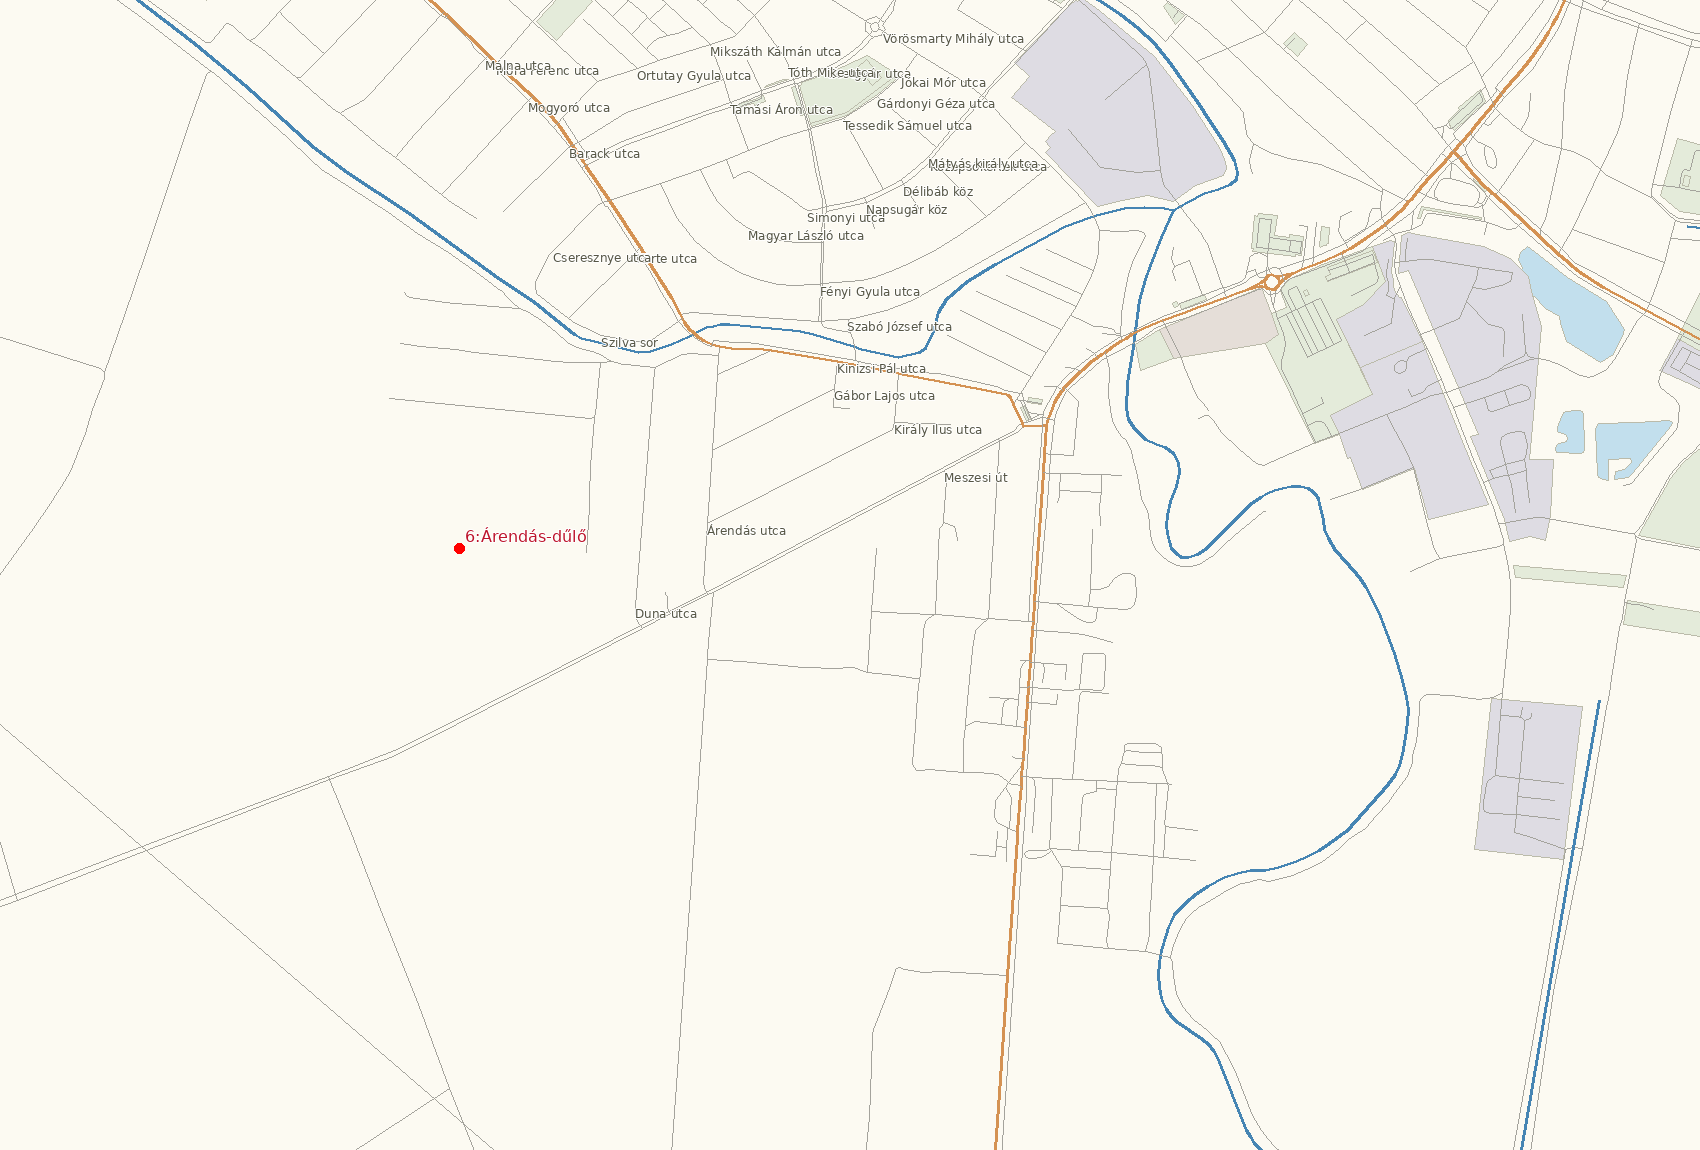 Vörösmarty Mihály utca
Mikszáth Kálmán utca
Málna utca
Móra Ferenc utca
Ortutay Gyula utca
Tóth Mike utca
Jókai Mór utca
Mogyoró utca
Tamási Áron utca
Gárdonyi Géza utca
Tessedik Sámuel utca
Barack utca
Mátyás király utca
Délibáb köz
Napsugár köz
Simonyi utca
Magyar László utca
Cseresznye utca
Fényi Gyula utca
Szabó József utca
Szilva sor
Kinizsi Pál utca
Gábor Lajos utca
Király Ilus utca
Meszesi út
Árendás utca
6:Árendás-dűlő
Duna utca